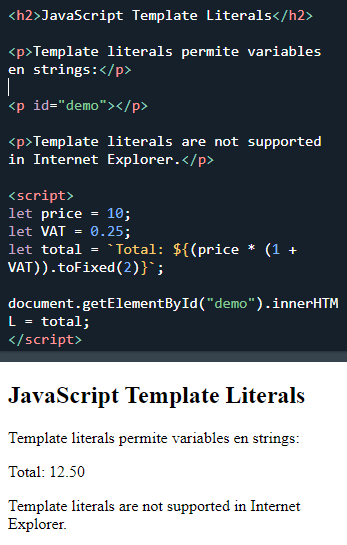 <h2>JavaScript Template Literals</h2>
<p>Template literals permite variables
en strings:</p>
<p id="demo"></p>
<p>Template literals are not supported
in Internet Explorer.</p>
<script>
let price = 10;
let VAT = 0.25;
let total = `Total: ${(price * (1 +
VAT)).toFixed(2)}`;
document.getElementById("demo").innerHTM
L = total;
</script>
JavaScript Template Literals
Template literals permite variables en strings:
Total: 12.50
Template literals are not supported in Internet
Explorer.